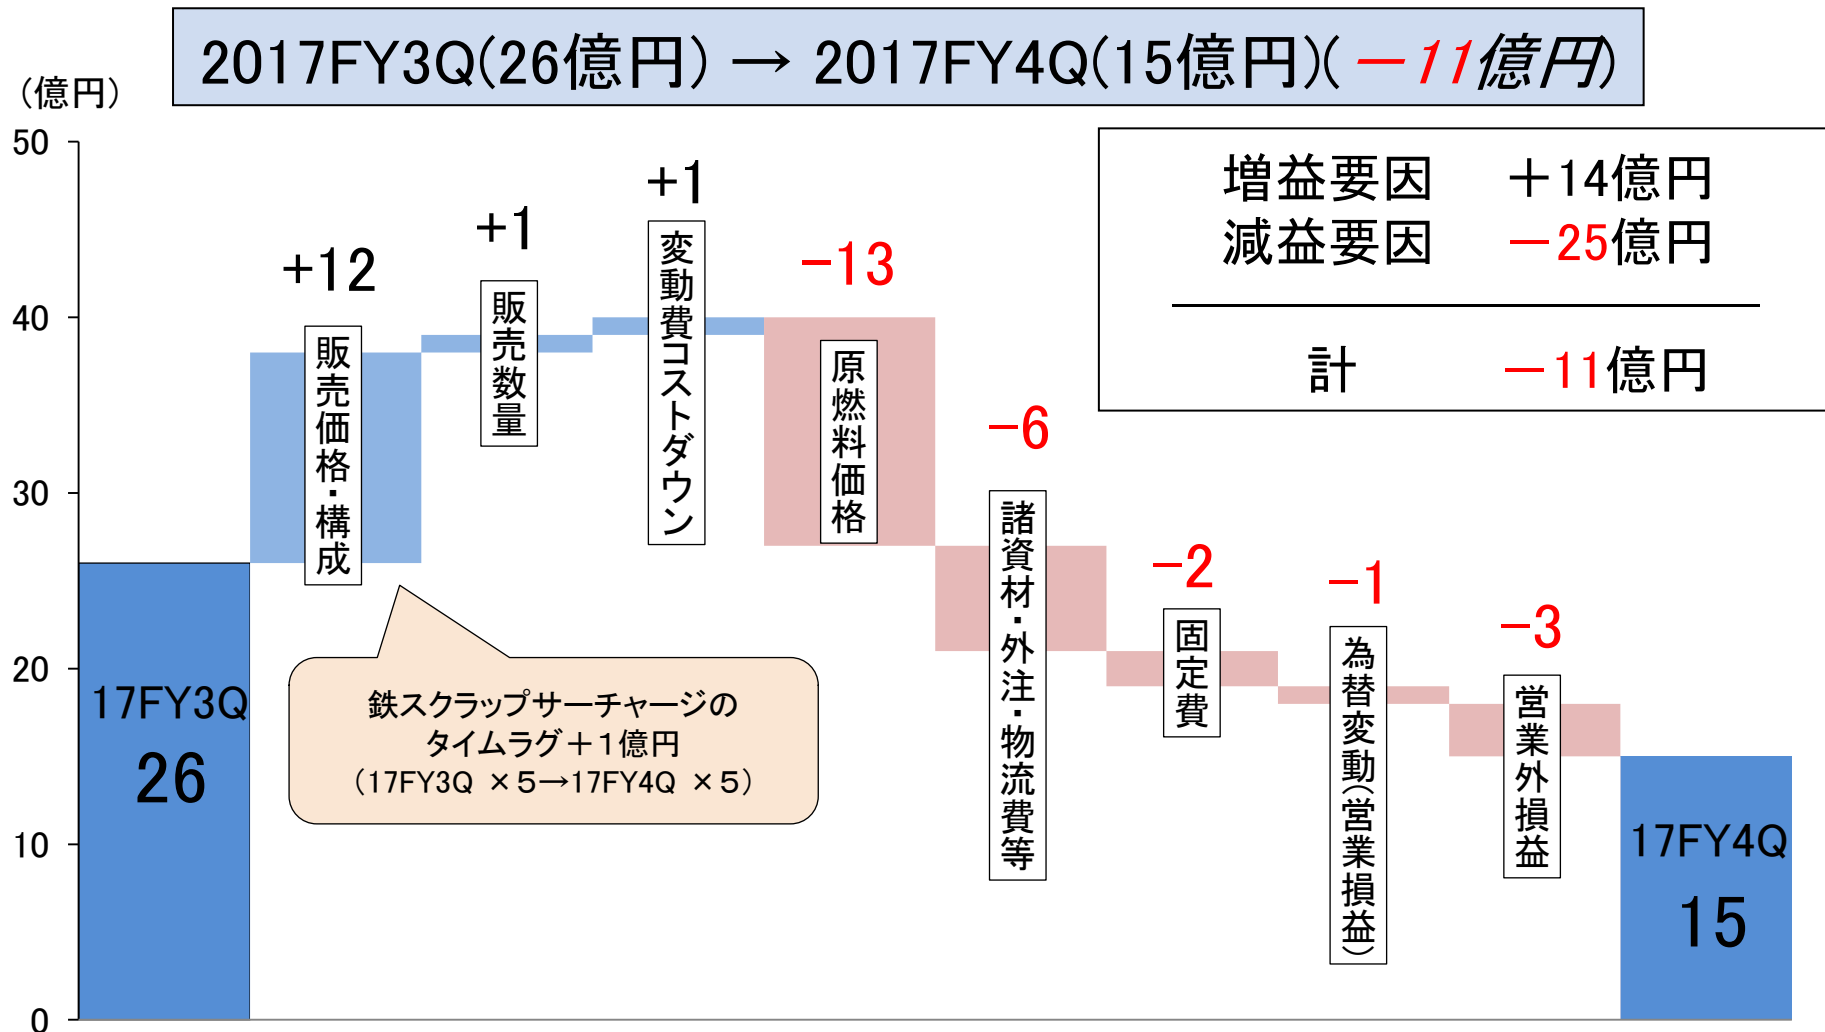 2017FY3Q(26億円) → 2017FY4Q(15億円)(－11億円)
(億円)
50
40
30
20
10
0
増益要因 ＋14億円
減益要因 －25億円
計 －11億円
17FY3Q
26
+12
販売価格・構成
+1
販売数量
+1
変動費コストダウン
－13
原燃料価格
－6
諸資材・外注・物流費等
－2
固定費
－1
為替変動(営業損益)
－3
営業外損益
17FY4Q
15
鉄スクラップサーチャージの
タイムラグ＋１億円
(17FY3Q ×５→17FY4Q ×５)